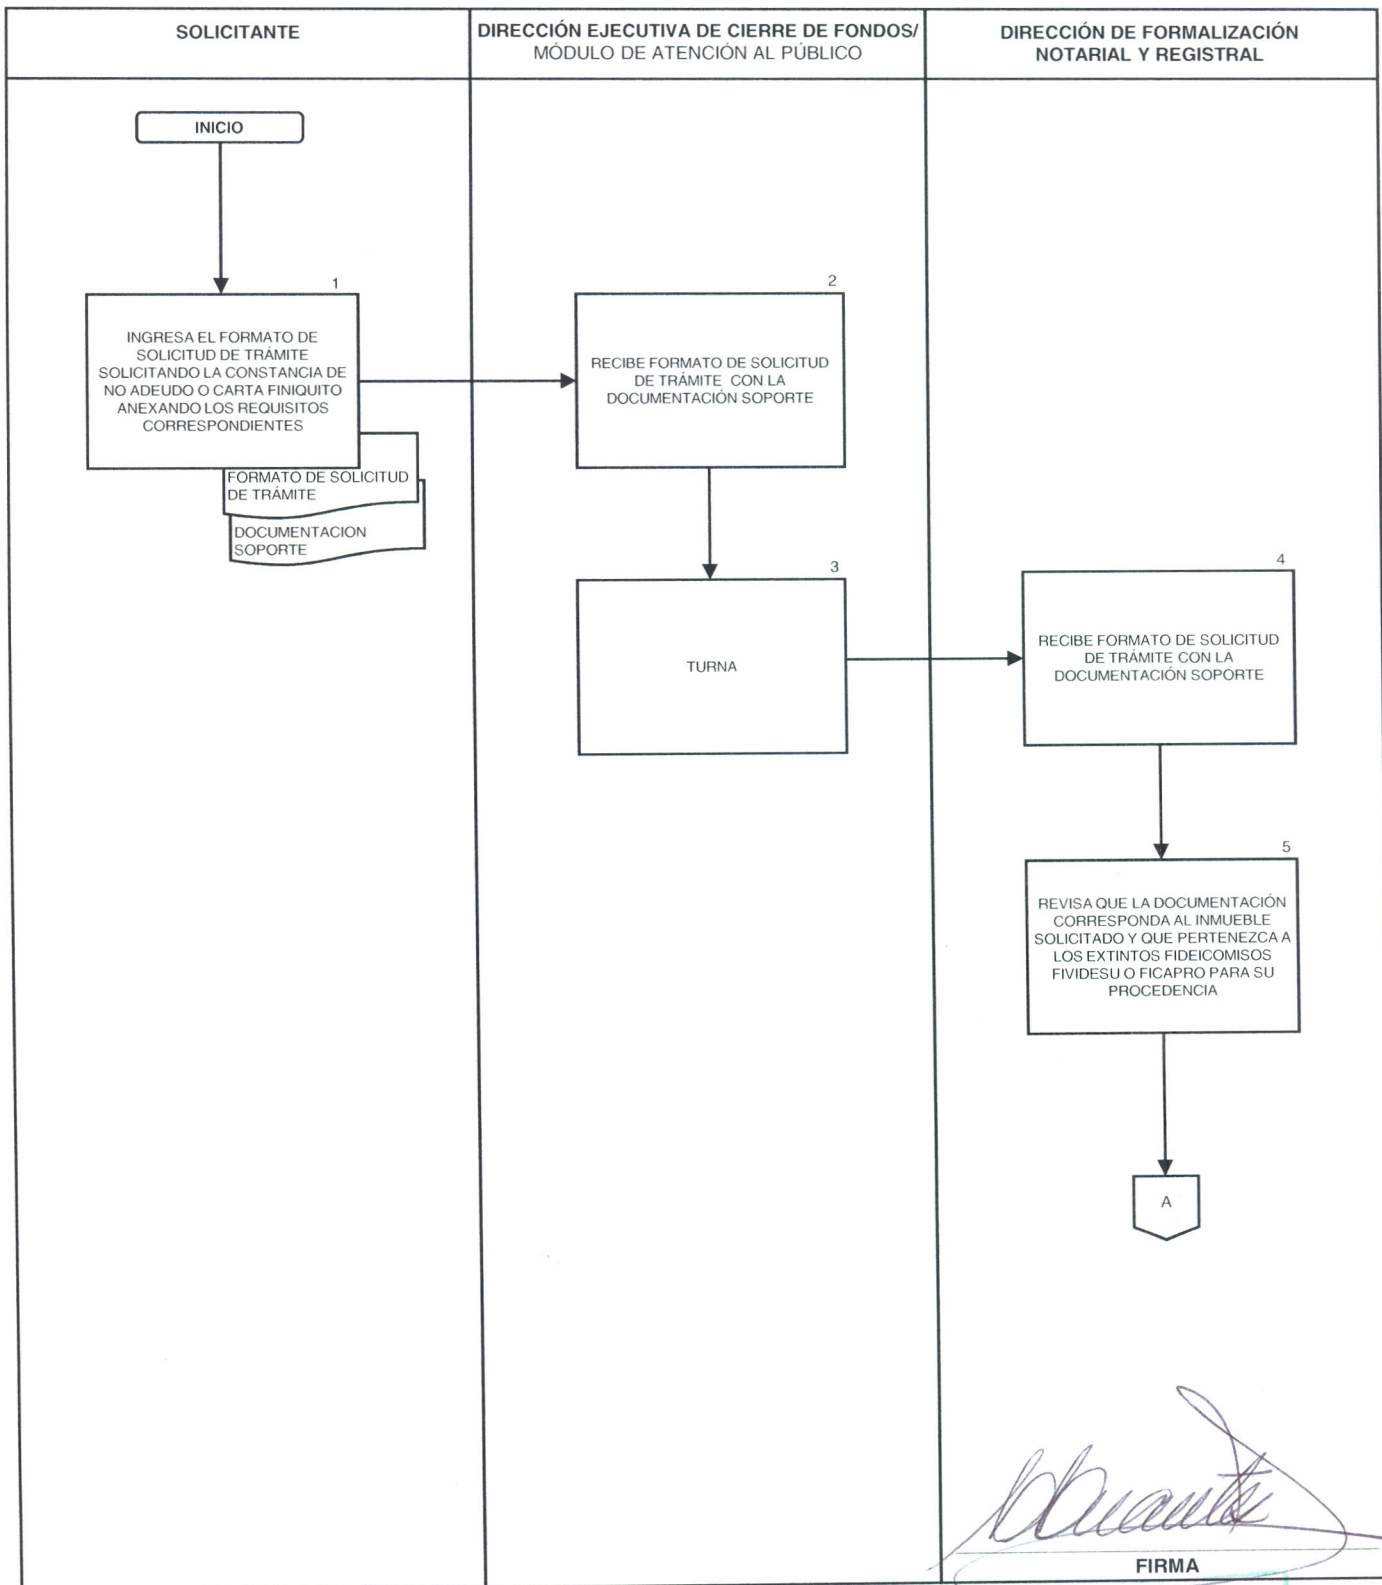 SOLICITANTE
DIRECCIÓN EJECUTIVA DE CIERRE DE FONDOS/
MÓDULO DE ATENCIÓN AL PÚBLICO
DIRECCIÓN DE FORMALIZACIÓN
NOTARIAL Y REGISTRAL
INICIO
1
INGRESA EL FORMATO DE
SOLICITUD DE TRÁMITE
SOLICITANDO LA CONSTANCIA DE
NO ADEUDO O CARTA FINIQUITO
ANEXANDO LOS REQUISITOS
CORRESPONDIENTES
FORMATO DE SOLICITUD
DE TRÁMITE
DOCUMENTACION
SOPORTE
2
RECIBE FORMATO DE SOLICITUD
DE TRÁMITE CON LA
DOCUMENTACIÓN SOPORTE
3
TURNA
4
RECIBE FORMATO DE SOLICITUD
DE TRÁMITE CON LA
DOCUMENTACIÓN SOPORTE
5
REVISA QUE LA DOCUMENTACIÓN
CORRESPONDA AL INMUEBLE
SOLICITADO Y QUE PERTENEZCA A
LOS EXTINTOS FIDEICOMISOS
FIVIDESU O FICAPRO PARA SU
PROCEDENCIA
A
FIRMA